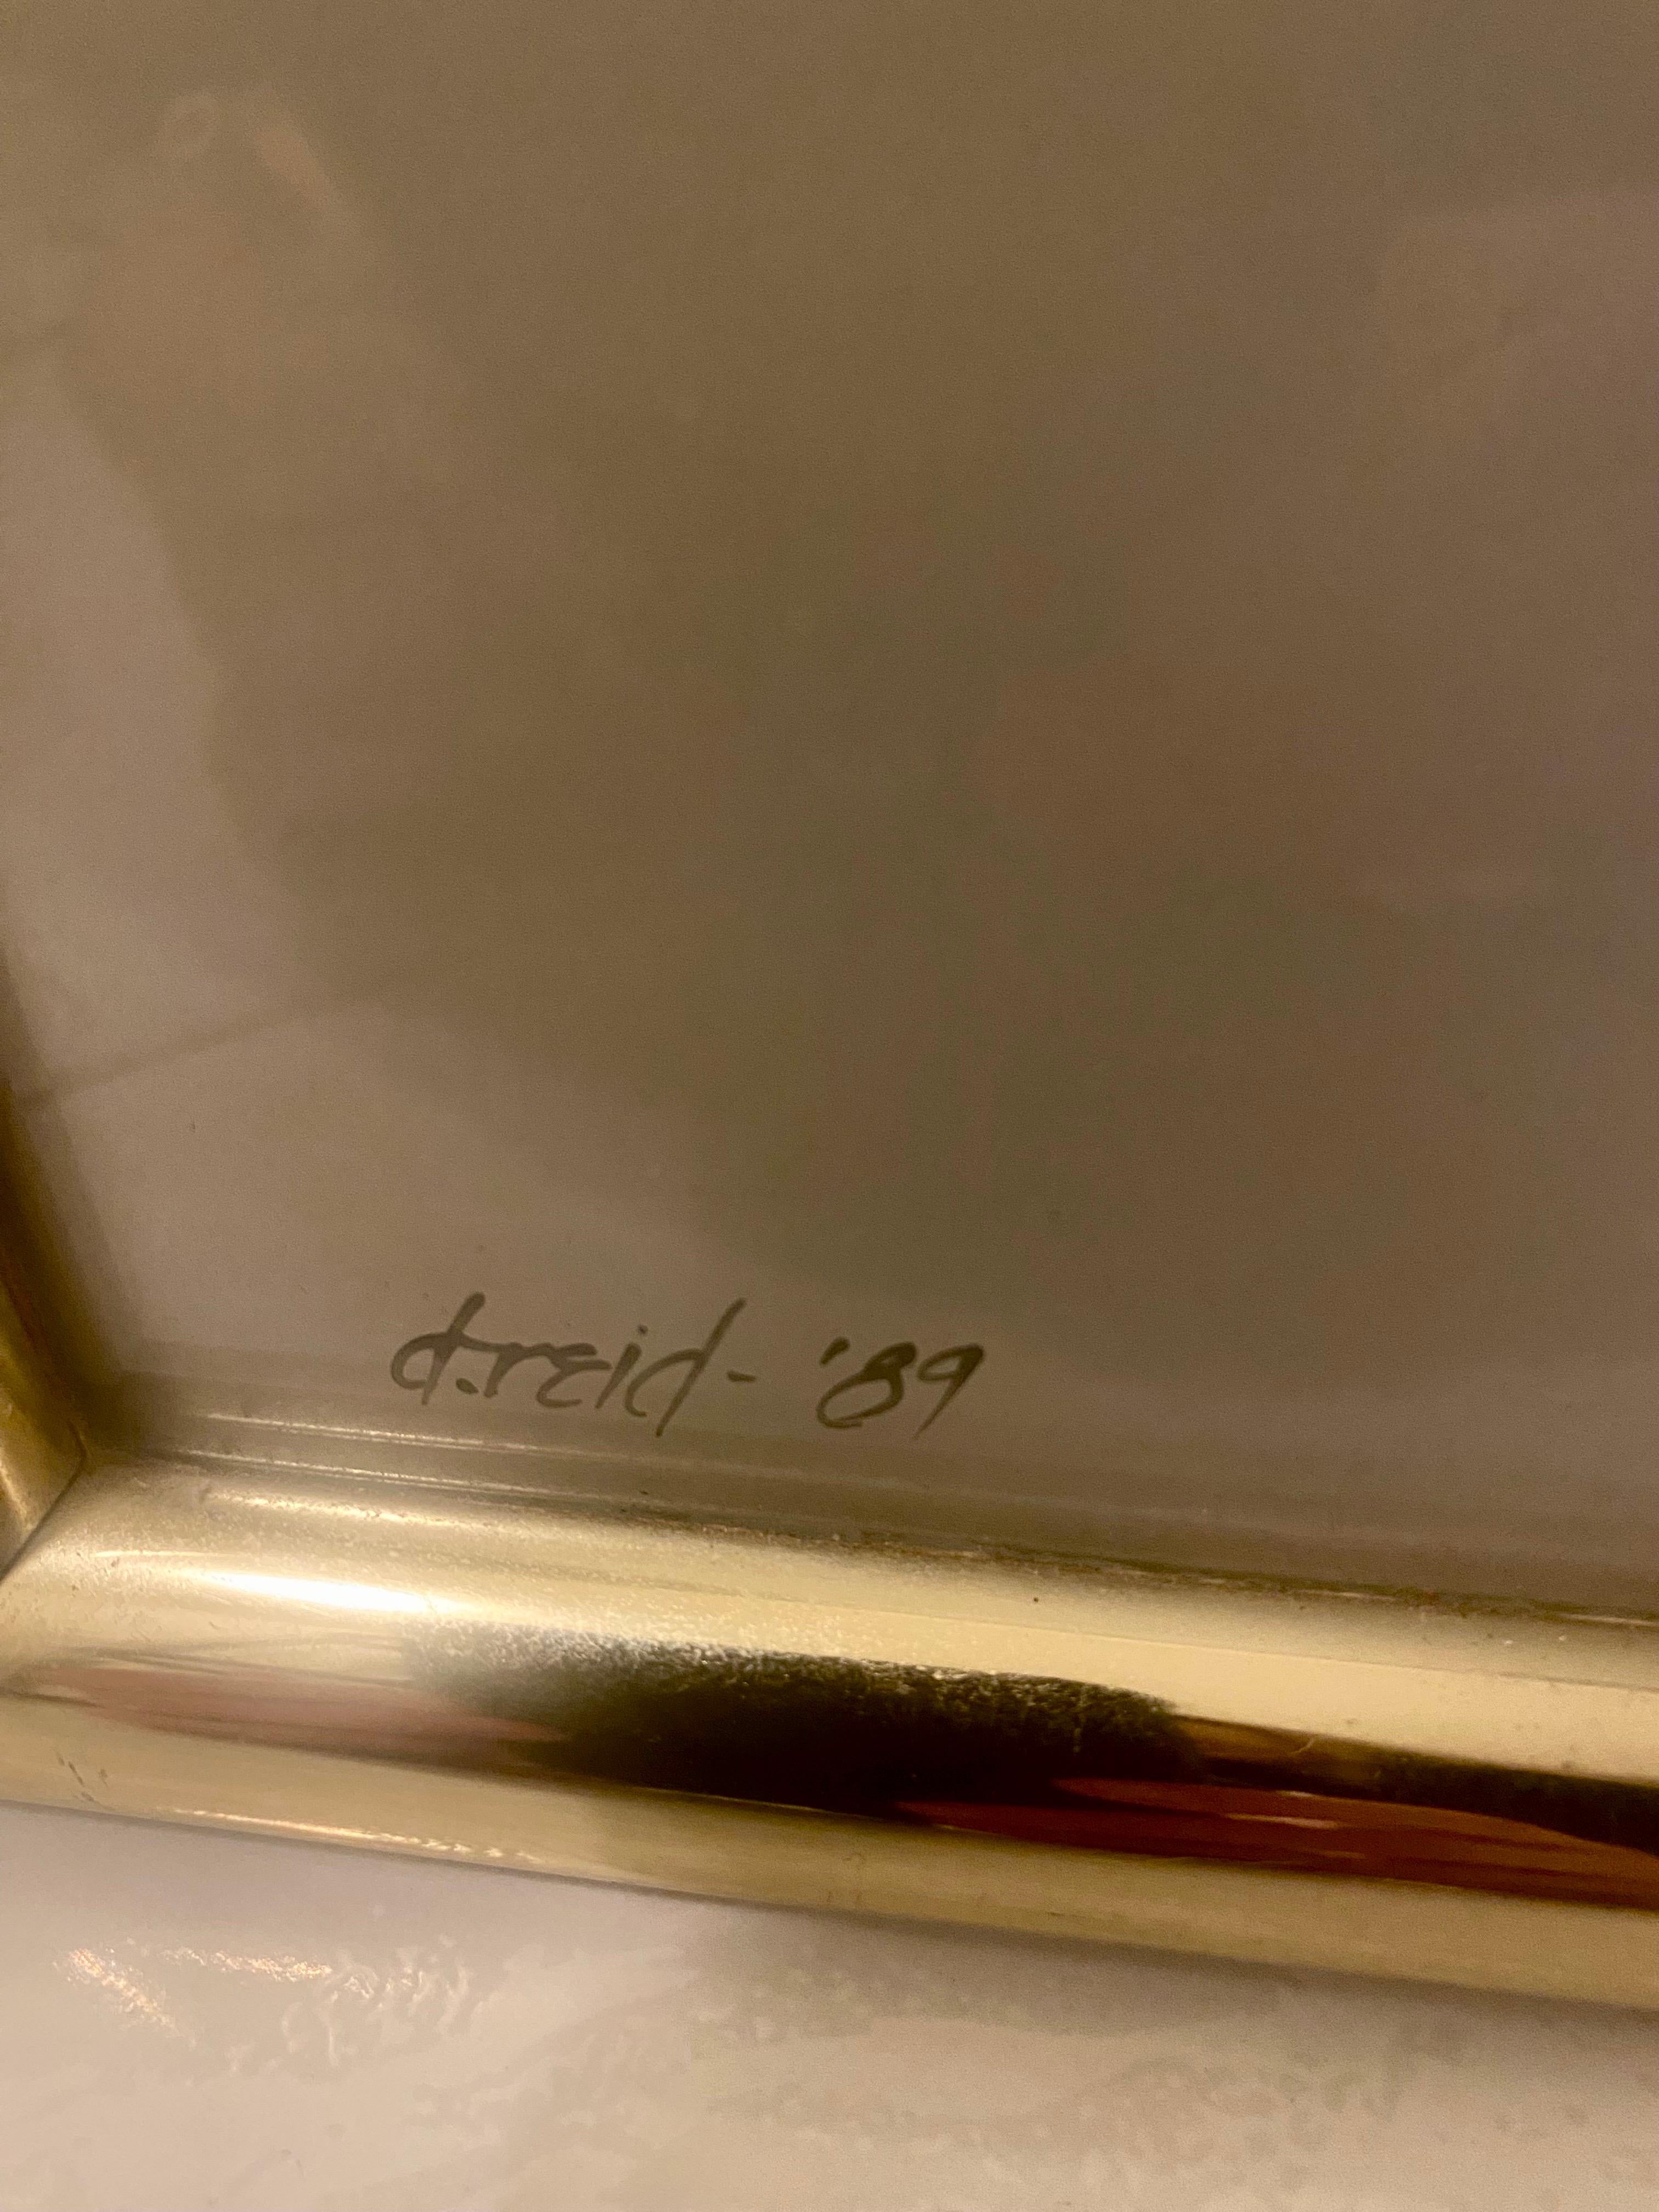 d.reid - '89